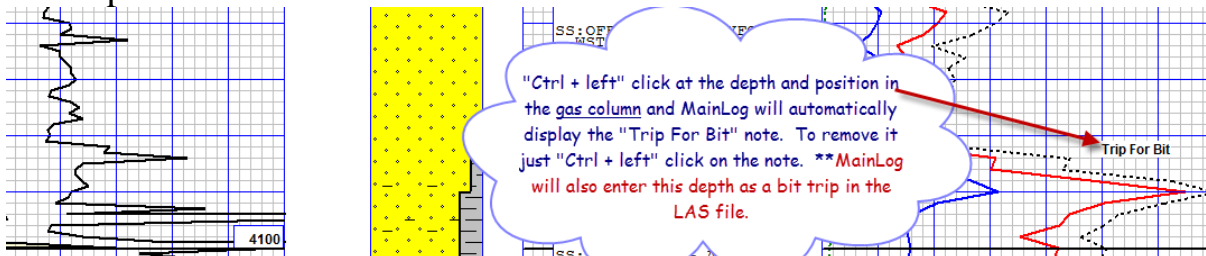 SS:OFF
WST
"Ctrl + left" click at the depth and position in
the gas column and MainLog will automatically
display the "Trip For Bit" note. To remove it
just "Ctrl + left" click on the note. **MainLog
will also enter this depth as a bit trip in the
LAS file.
Trip For Bit
4100
SS: